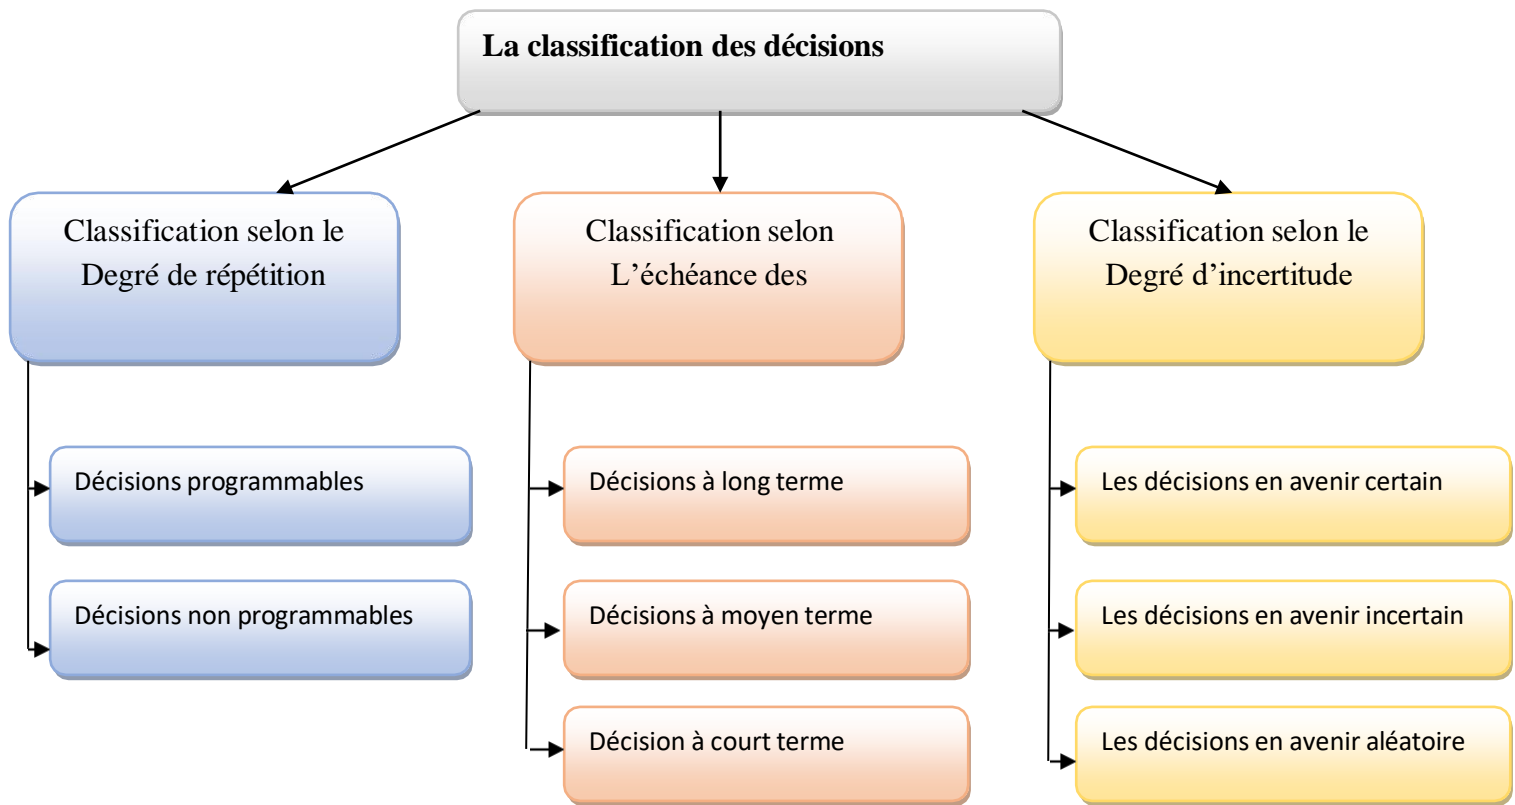 La classification des décisions
Classification selon le
Degré de répétition
Classification selon
L’échéance des
Classification selon le
Degré d’incertitude
Décisions programmables
Décisions non programmables
Décisions à long terme
Décisions à moyen terme
Décision à court terme
Les décisions en avenir certain
Les décisions en avenir incertain
Les décisions en avenir aléatoire